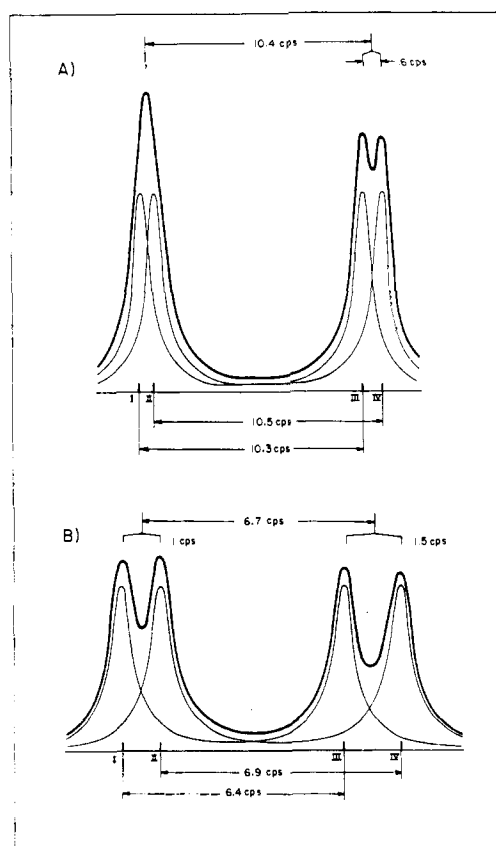 10.4 cps
A)
.6 cps
I II III IV
10.5 cps
10.3 cps
6.7 cps
B)
1 cps
1.5 cps
I II III IV
6.9 cps
6.4 cps